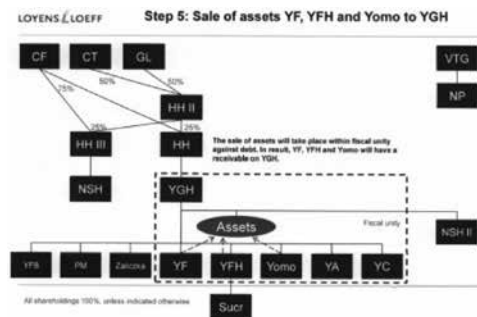 LOYENS & LOEFF
Step 5: Sale of assets YF, YFH and Yomo to YGH
CF
CT
GL
VTG
50%
50%
75%
HH II
NP
25%
25%
HH III
HH
The sale of assets will take place within fiscal unity
against debt. In result, YF, YFH and Yomo will have a
receivable on YGH.
NSH
YGH
Assets
Fiscal unity
NSH II
YFB
PM
Zaliczka
YF
YFH
Yomo
YA
YC
All shareholdings 100%, unless indicated otherwise
Sucr